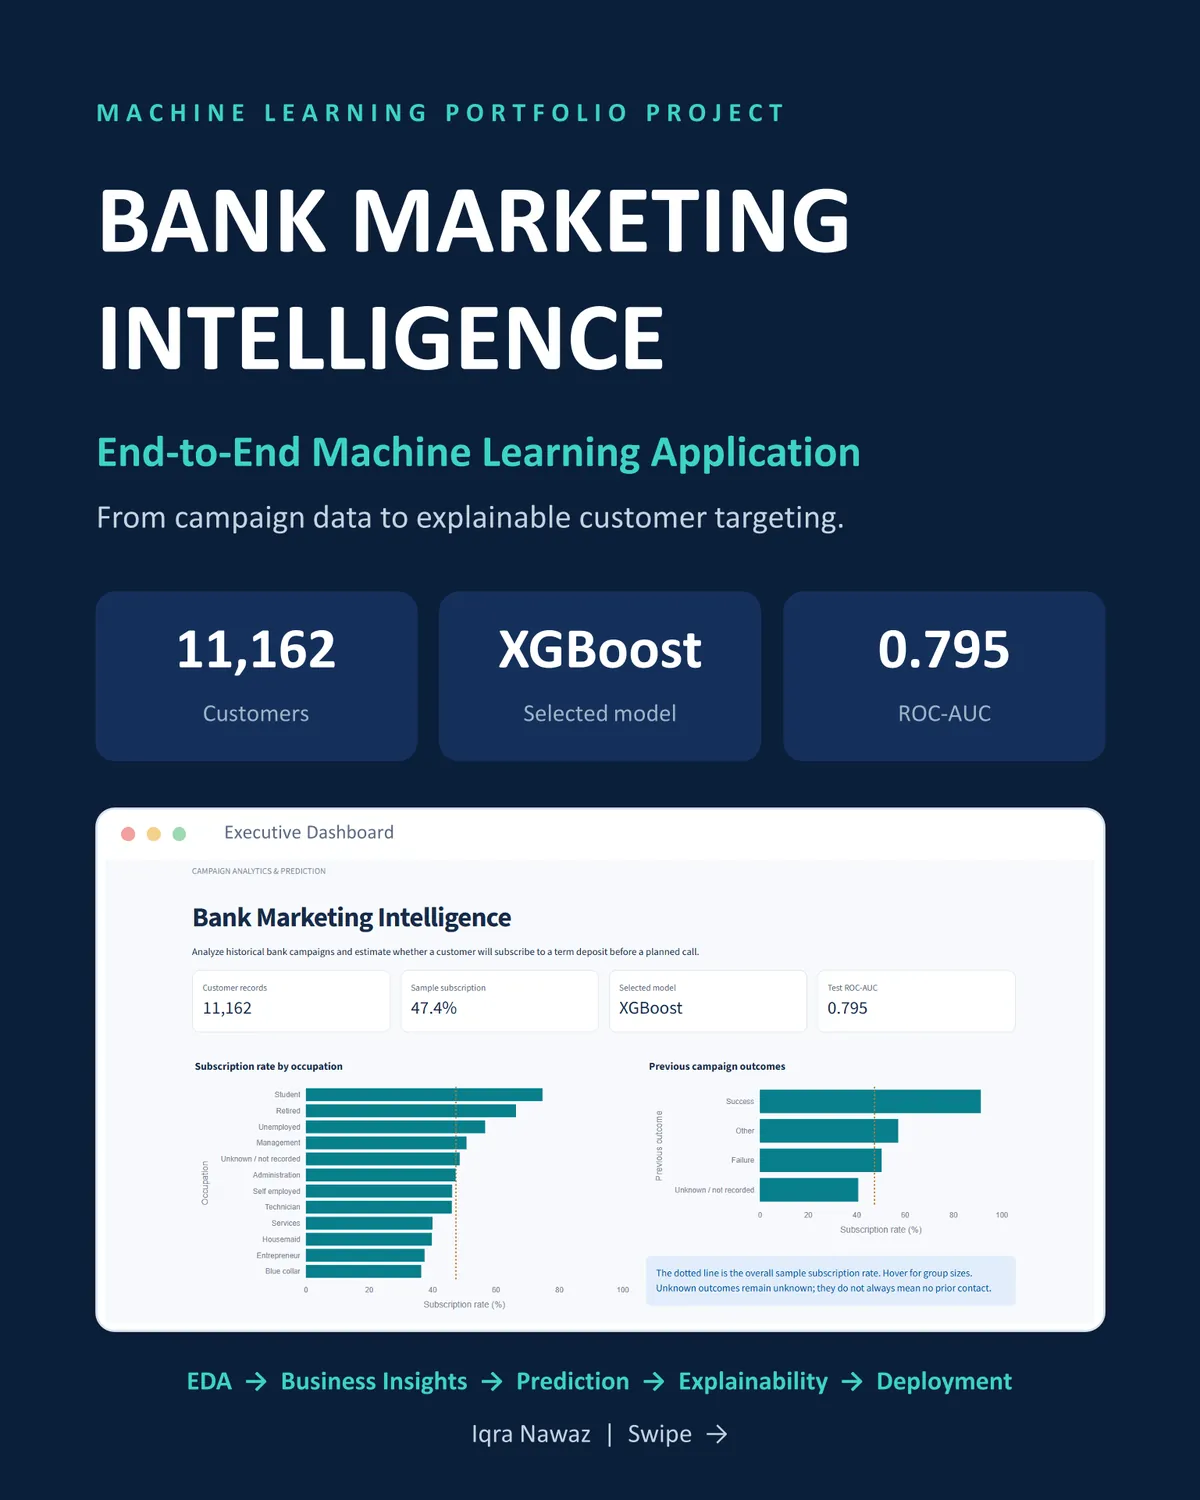 MACHINE LEARNING PORTFOLIO PROJECT
BANK MARKETING
INTELLIGENCE
End-to-End Machine Learning Application
From campaign data to explainable customer targeting.
11,162
Customers
XGBoost
Selected model
0.795
ROC-AUC
Executive Dashboard
CAMPAIGN ANALYTICS & PREDICTION
Bank Marketing Intelligence
Analyze historical bank campaigns and estimate whether a customer will subscribe to a term deposit before a planned call.
Customer records
11,162
Sample subscription
47.4%
Selected model
XGBoost
Test ROC-AUC
0.795
Subscription rate by occupation
Occupation
Student
Retired
Unemployed
Management
Unknown / not recorded
Administration
Self employed
Technician
Services
Housemaid
Entrepreneur
Blue collar
0 20 40 60 80 100
Subscription rate (%)
Previous campaign outcomes
Previous outcome
Success
Other
Failure
Unknown / not recorded
0 20 40 60 80 100
Subscription rate (%)
The dotted line is the overall sample subscription rate. Hover for group sizes.
Unknown outcomes remain unknown; they do not always mean no prior contact.
EDA → Business Insights → Prediction → Explainability → Deployment
Iqra Nawaz | Swipe →